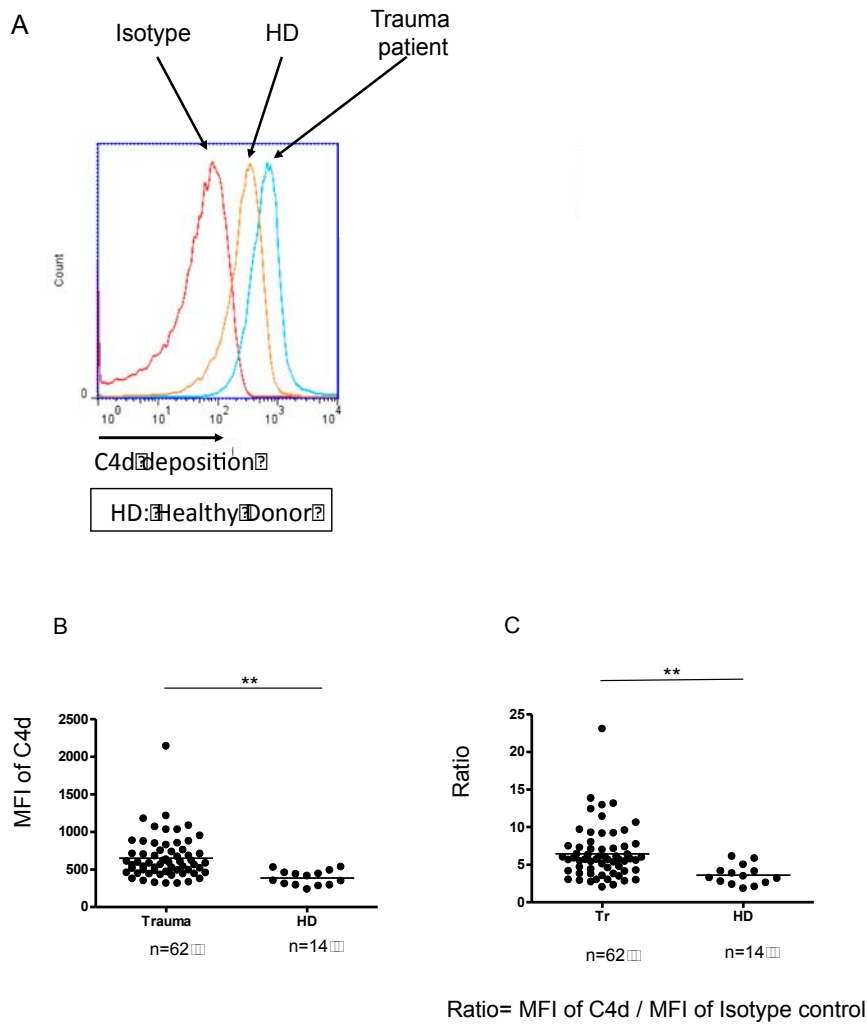 A
Isotype
HD
Trauma
patient
Count
0
10^0 10^1 10^2 10^3 10^4
C4d deposition
HD: Healthy Donor
B
C
**
**
MFI of C4d
2500
2000
1500
1000
500
0
Trauma HD
n=62 n=14
Ratio
25
20
15
10
5
0
Tr HD
n=62 n=14
Ratio= MFI of C4d / MFI of Isotype control